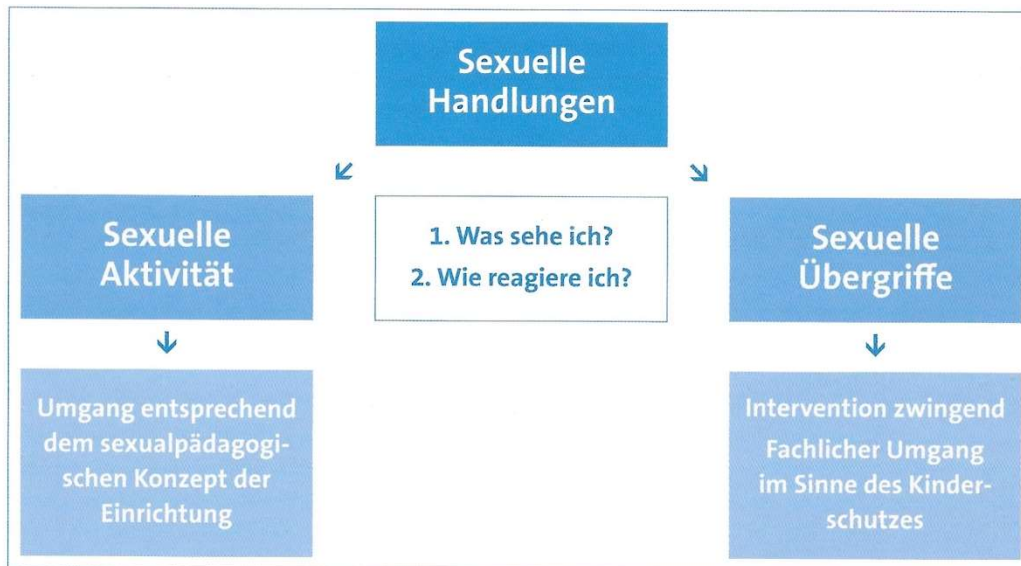 Sexuelle
Handlungen
Sexuelle
Aktivität
1. Was sehe ich?
2. Wie reagiere ich?
Sexuelle
Übergriffe
Umgang entsprechend
dem sexualpädagogi-
schen Konzept der
Einrichtung
Intervention zwingend
Fachlicher Umgang
im Sinne des Kinder-
schutzes